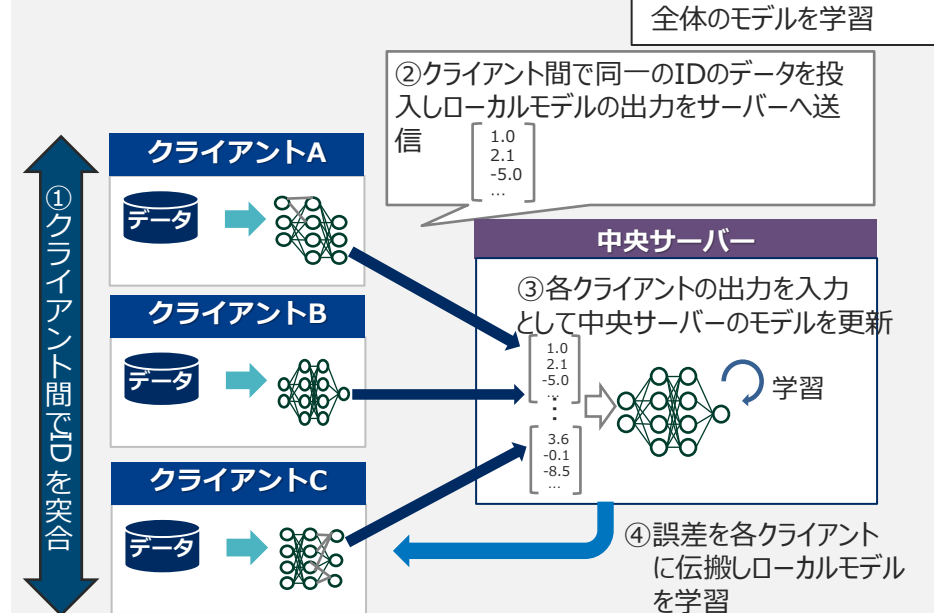 全体のモデルを学習
②クライアント間で同一のIDのデータを投
入しローカルモデルの出力をサーバーへ送
信
1.0
2.1
-5.0
...
①クライアント間でIDを突合
クライアントA
データ
クライアントB
データ
クライアントC
データ
中央サーバー
③各クライアントの出力を入力
として中央サーバーのモデルを更新
1.0
2.1
-5.0
...
⋮
3.6
-0.1
-8.5
...
学習
④誤差を各クライアント
に伝搬しローカルモデル
を学習